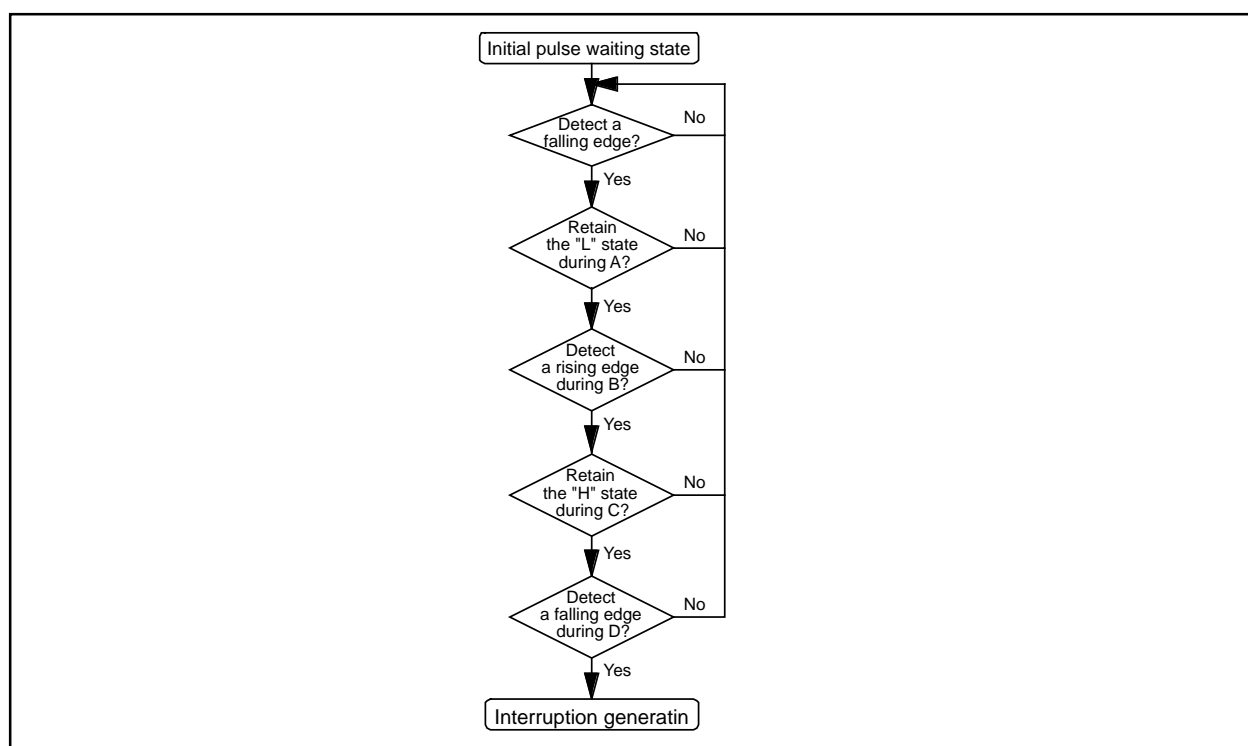 Initial pulse waiting state
Detect a
falling edge?
No
Yes
Retain
the "L" state
during A?
No
Yes
Detect
a rising edge
during B?
No
Yes
Retain
the "H" state
during C?
No
Yes
Detect
a falling edge
during D?
No
Yes
Interruption generatin